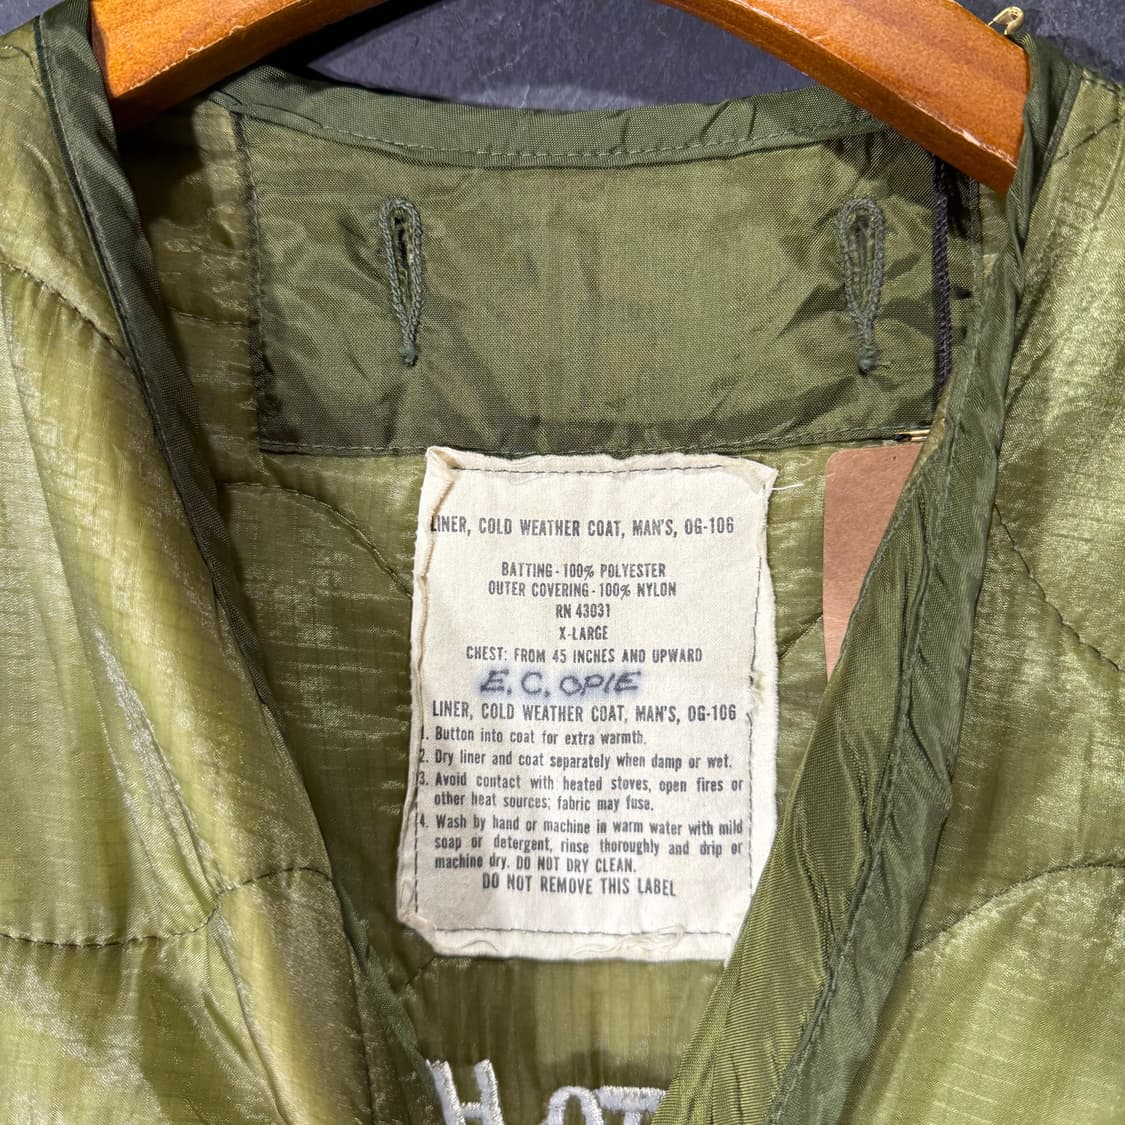 LINER, COLD WEATHER COAT, MAN'S, OG-106
BATTING - 100% POLYESTER
OUTER COVERING - 100% NYLON
RN 43031
X-LARGE
CHEST: FROM 45 INCHES AND UPWARD
E.C. OPIE
LINER, COLD WEATHER COAT, MAN'S, OG-106
1. Button into coat for extra warmth.
2. Dry liner and coat separately when damp or wet.
3. Avoid contact with heated stoves, open fires or
other heat sources; fabric may fuse.
4. Wash by hand or machine in warm water with mild
soap or detergent, rinse thoroughly and drip or
machine dry. DO NOT DRY CLEAN.
DO NOT REMOVE THIS LABEL